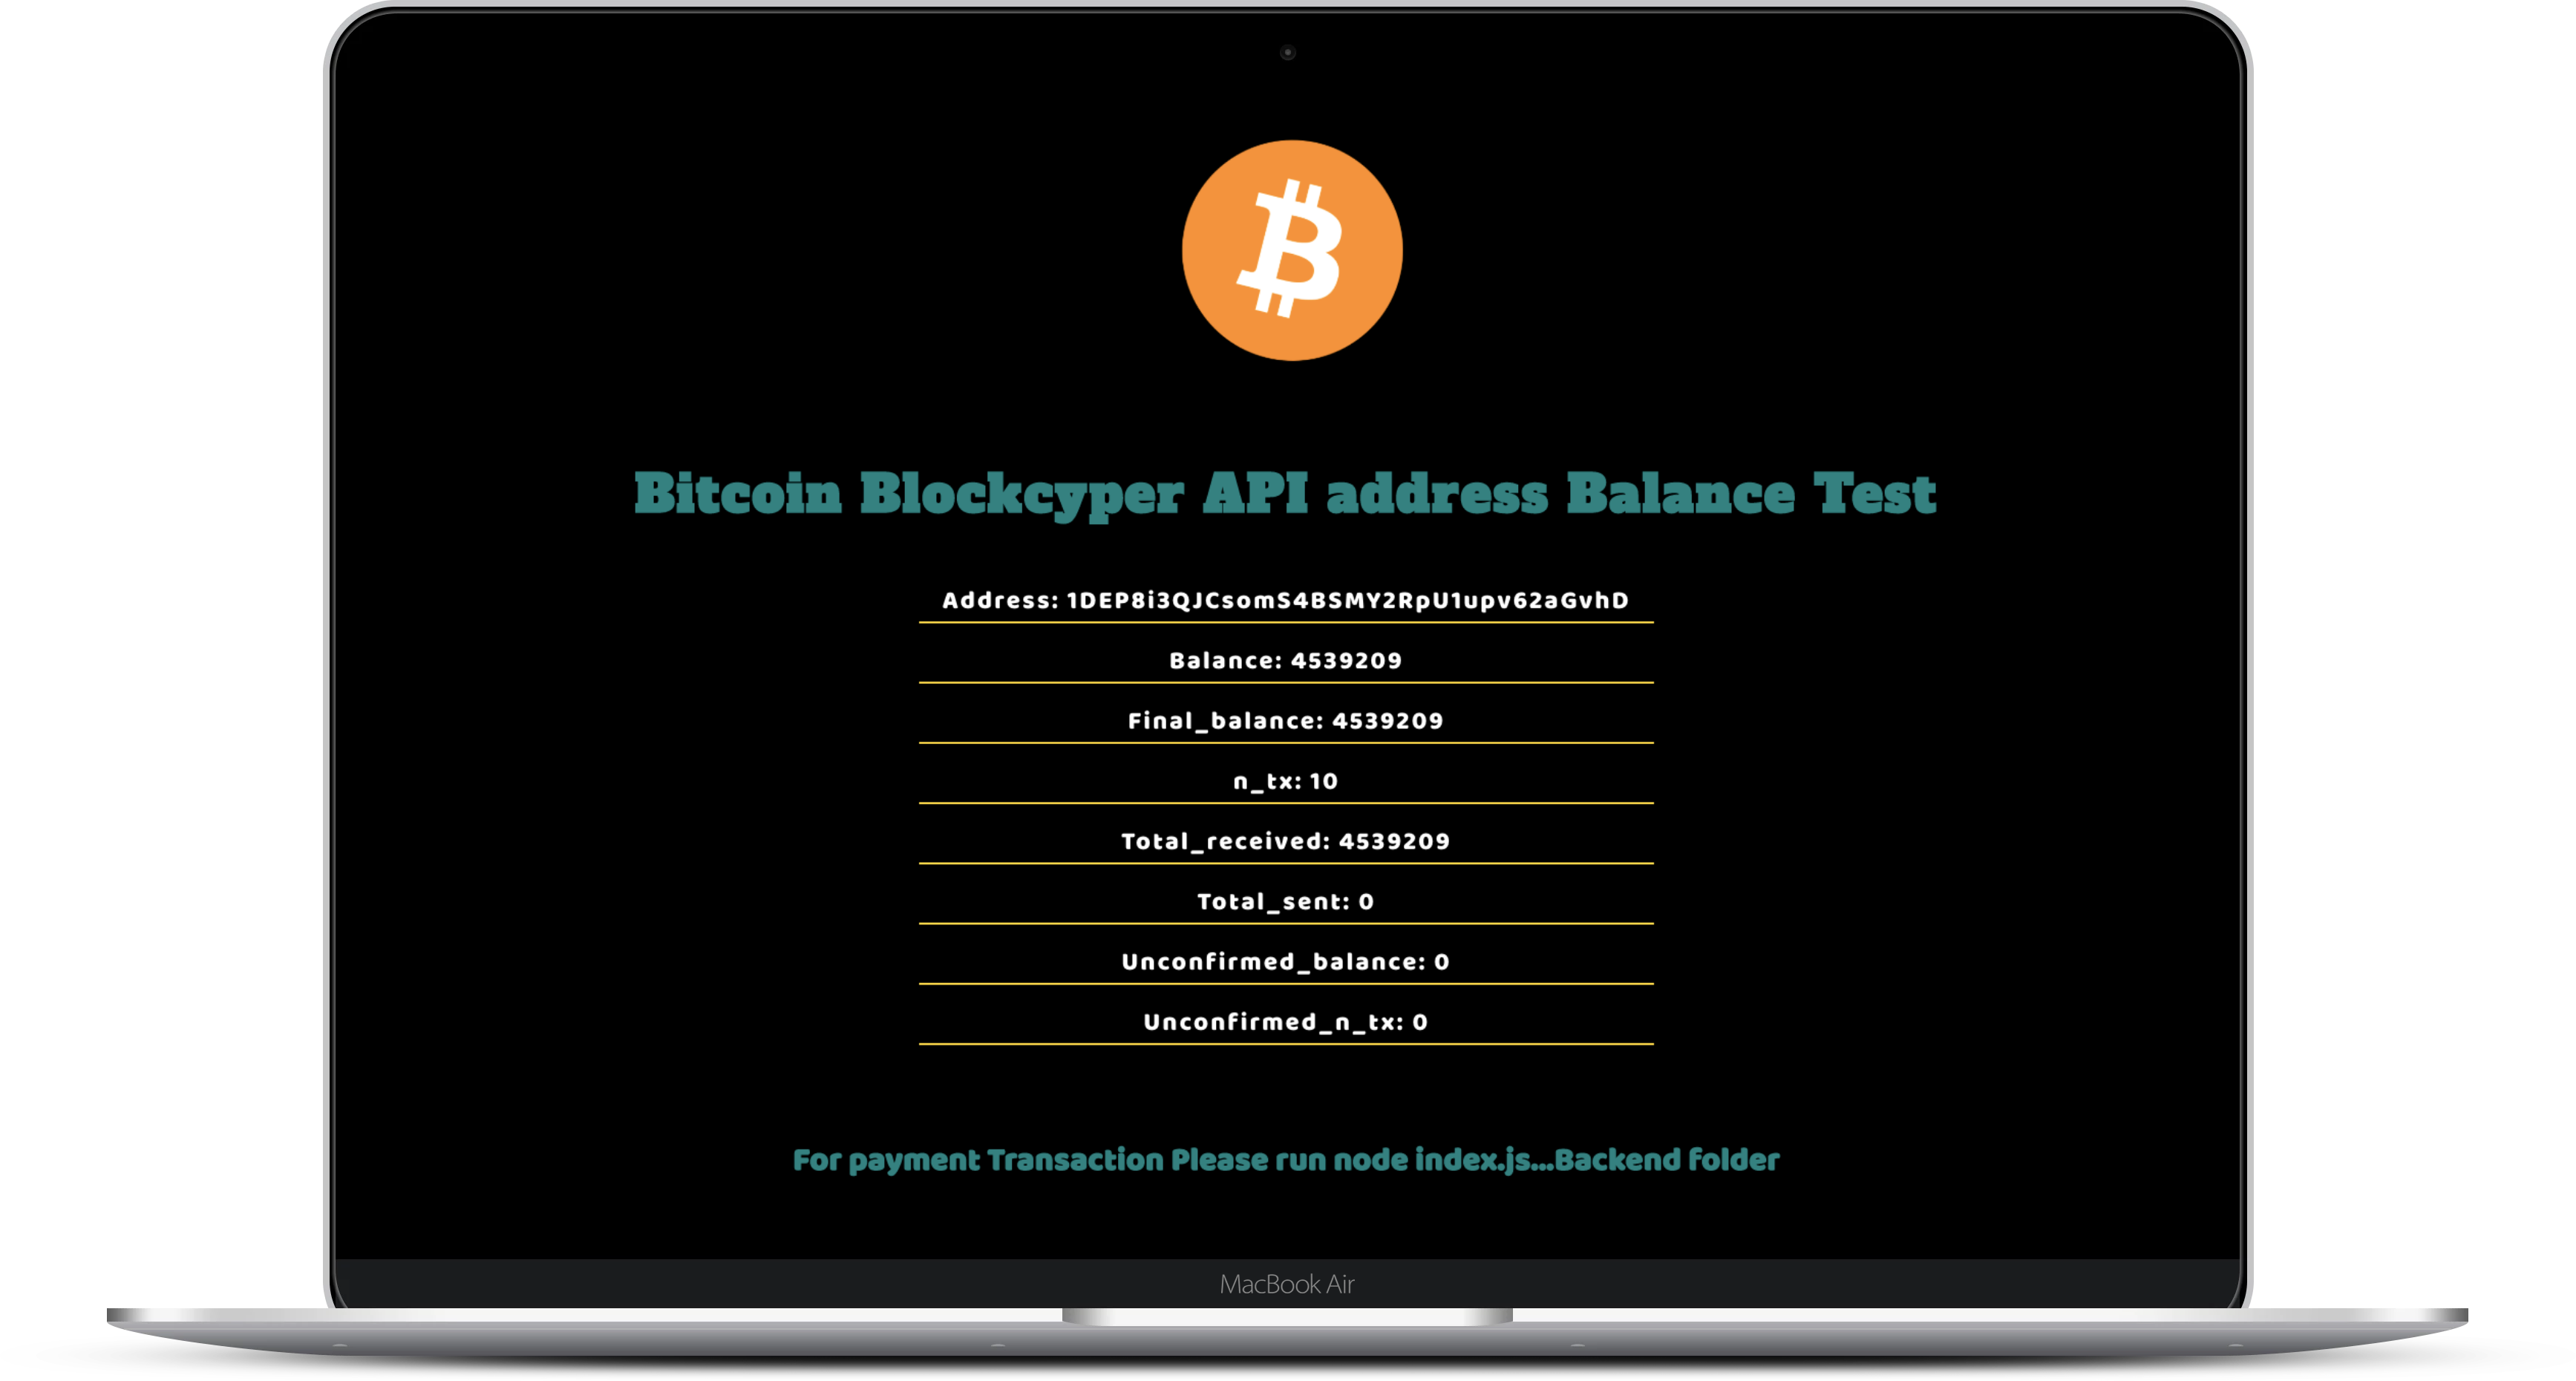 Bitcoin Blockcyper API address Balance Test
Address: 1DEP8i3QJCsomS4BSMY2RpU1upv62aGvhD
Balance: 4539209
Final_balance: 4539209
n_tx: 10
Total_received: 4539209
Total_sent: 0
Unconfirmed_balance: 0
Unconfirmed_n_tx: 0
For payment Transaction Please run node index.js...Backend folder
MacBook Air